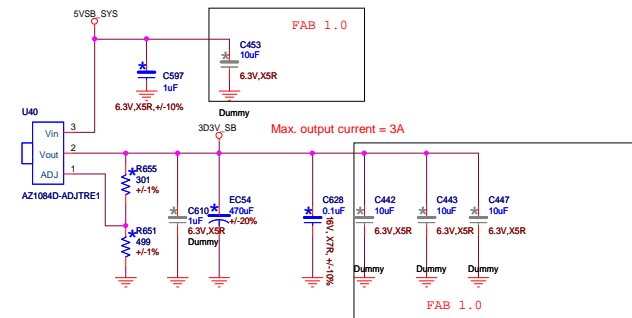 5VSB_SYS
FAB 1.0
C453
10uF
6.3V,X5R
Dummy
C597
1uF
6.3V,X5R,+/-10%
U40
Vin
3
Vout
2
ADJ
1
AZ1084D-ADJTRE1
3D3V_SB
Max. output current = 3A
R655
301
+/-1%
R651
499
+/-1%
C610
1uF
6.3V,X5R
Dummy
EC54
470uF
+/-20%
C628
0.1uF
16V, X7R, +/-10%
C442
10uF
6.3V,X5R
Dummy
C443
10uF
6.3V,X5R
Dummy
C447
10uF
6.3V,X5R
Dummy
FAB 1.0